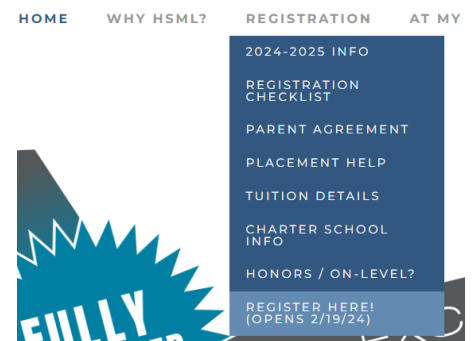 HOME WHY HSML? REGISTRATION AT MY
2024-2025 INFO
REGISTRATION
CHECKLIST
PARENT AGREEMENT
PLACEMENT HELP
TUITION DETAILS
CHARTER SCHOOL
INFO
HONORS / ON-LEVEL?
REGISTER HERE!
(OPENS 2/19/24)
FULLY